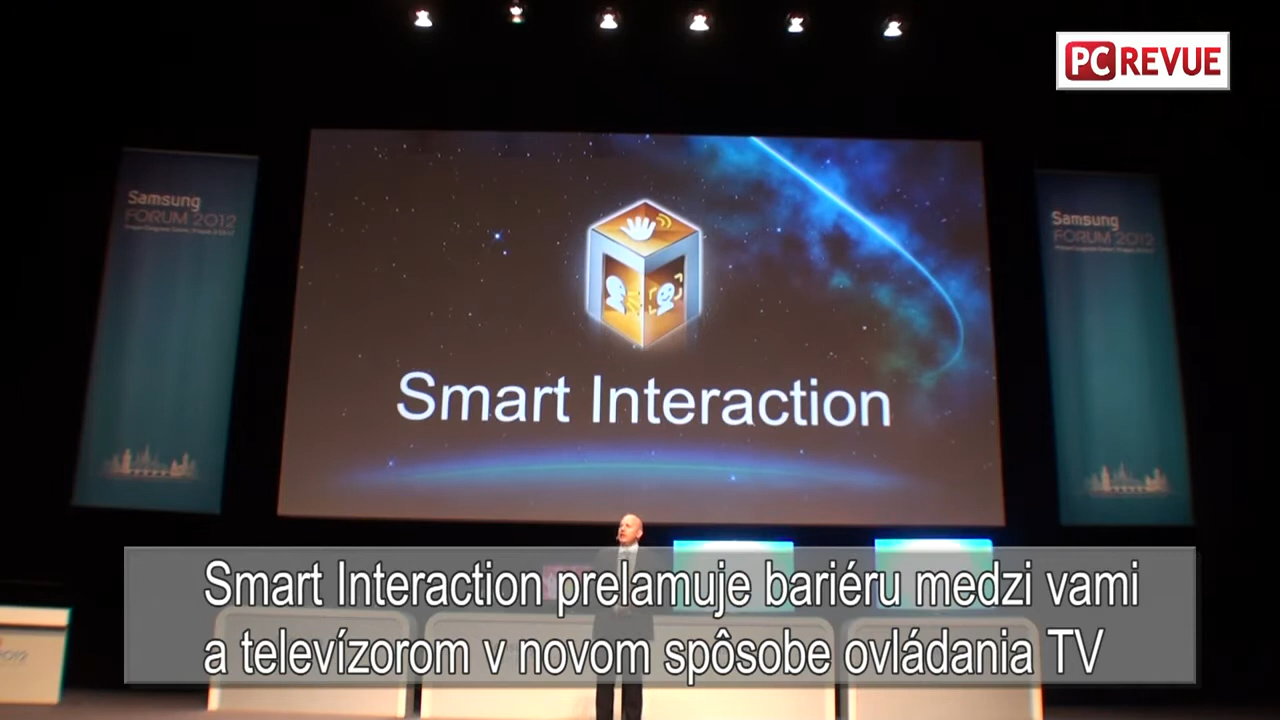 PC REVUE
Samsung
FORUM 2012
Samsung
FORUM 2012
Smart Interaction
Smart Interaction prelamuje bariéru medzi vami
a televízorom v novom spôsobe ovládania TV